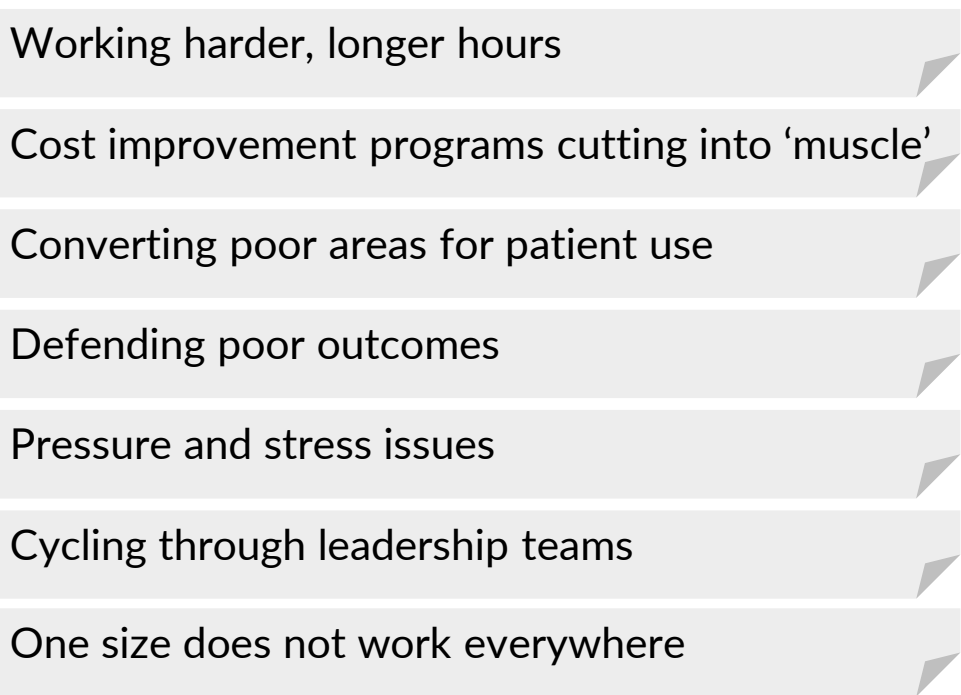 Working harder, longer hours
Cost improvement programs cutting into ‘muscle’
Converting poor areas for patient use
Defending poor outcomes
Pressure and stress issues
Cycling through leadership teams
One size does not work everywhere